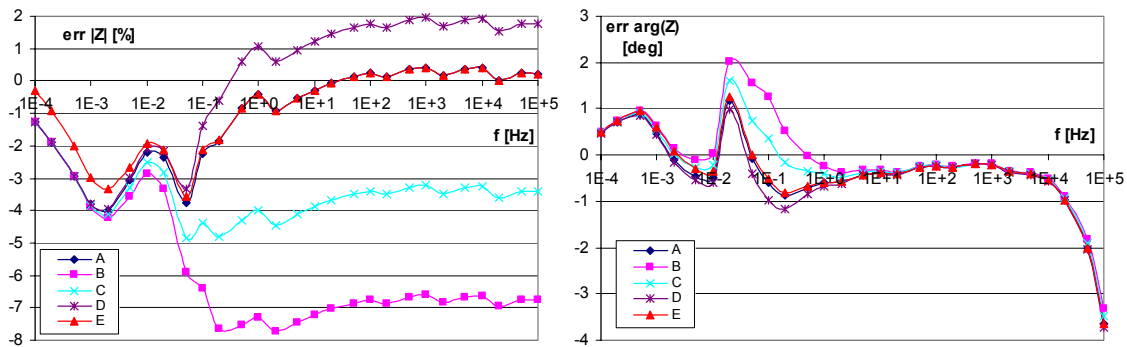 err |Z| [%]
2
1
0
-1
-2
-3
-4
-5
-6
-7
-8
1E-4
1E-3
1E-2
1E-1
1E+0
1E+1
1E+2
1E+3
1E+4
1E+5
f [Hz]
A
B
C
D
E
err arg(Z)
[deg]
3
2
1
0
-1
-2
-3
-4
1E-4
1E-3
1E-2
1E-1
1E+0
1E+1
1E+2
1E+3
1E+4
1E+5
f [Hz]
A
B
C
D
E